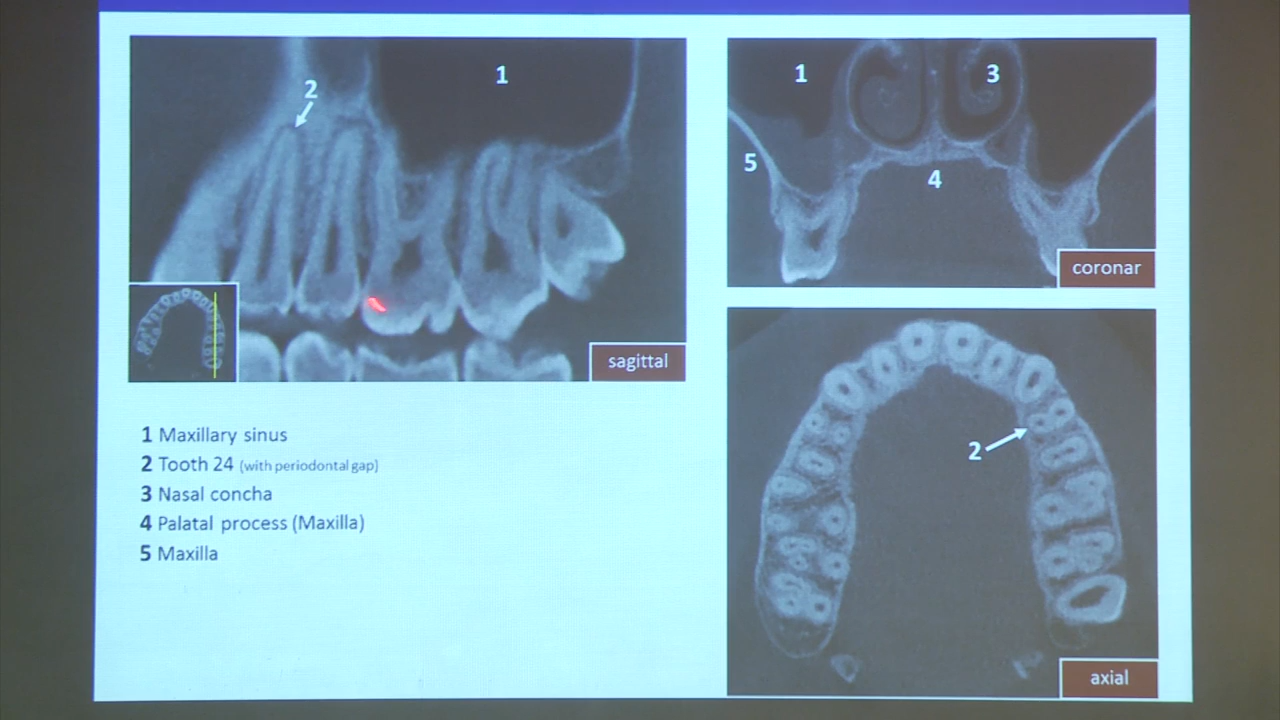 2
1
sagittal
1
3
5
4
coronar
1 Maxillary sinus
2 Tooth 24 (with periodontal gap)
3 Nasal concha
4 Palatal process (Maxilla)
5 Maxilla
2
axial